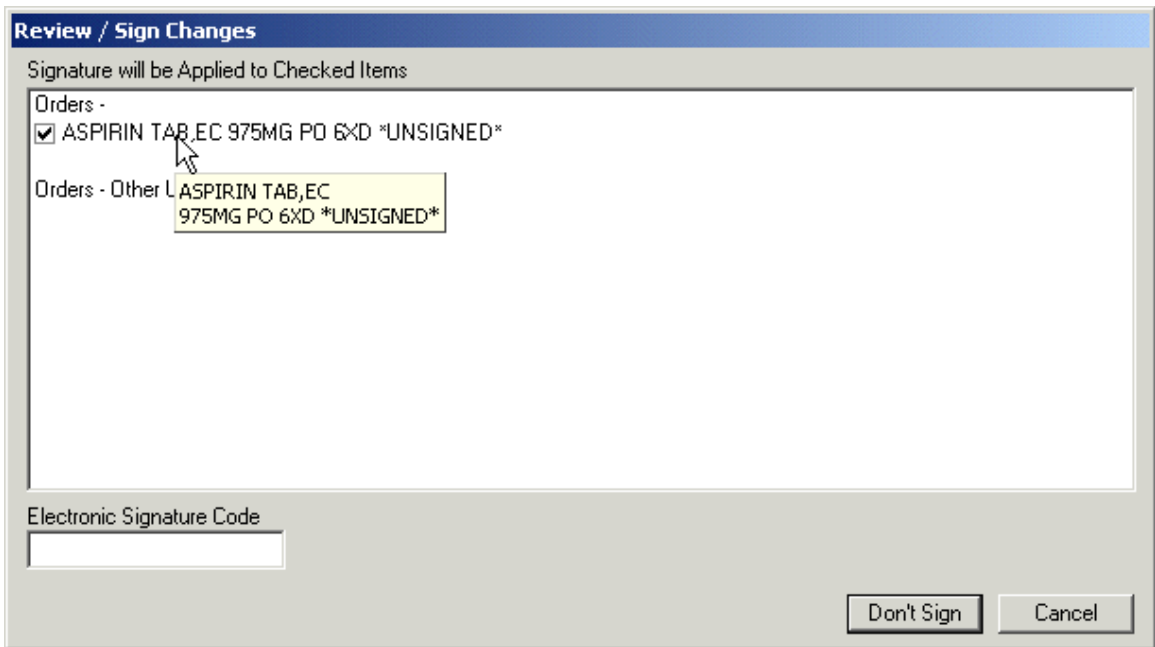 Review / Sign Changes
Signature will be Applied to Checked Items
Orders -
ASPIRIN TAB,EC 975MG PO 6XD *UNSIGNED*
Orders - Other
ASPIRIN TAB,EC
975MG PO 6XD *UNSIGNED*
Electronic Signature Code
Don't Sign
Cancel